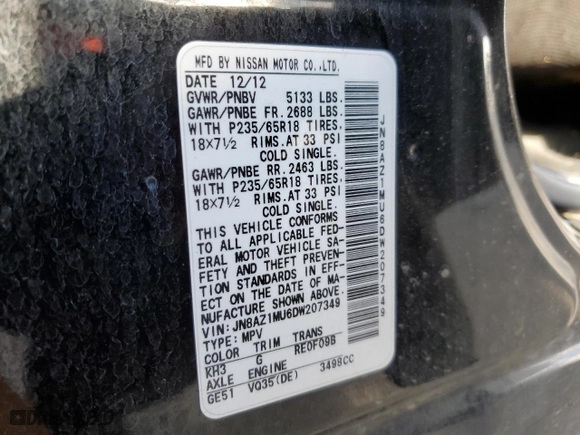 MFD BY NISSAN MOTOR CO.,LTD.
DATE 12/12
GVWR/PNBV 5133 LBS.
GAWR/PNBE FR. 2688 LBS.
WITH P235/65R18 TIRES.
18X7½ RIMS.AT 33 PSI
COLD SINGLE.
GAWR/PNBE RR. 2463 LBS.
WITH P235/65R18 TIRES.
18X7½ RIMS.AT 33 PSI
COLD SINGLE.
THIS VEHICLE CONFORMS
TO ALL APPLICABLE FED-
ERAL MOTOR VEHICLE SA-
FETY AND THEFT PREVEN-
TION STANDARDS IN EFF-
ECT ON THE DATE OF MA-
NUFACTURE SHOWN ABOVE.
VIN: JN8AZ1MU6DW207349
TYPE: MPV
COLOR TRIM TRANS
KH3 G RE0F09B
AXLE ENGINE
GE51 VQ35(DE) 3498CC
JN8AZ1MU6DW207349